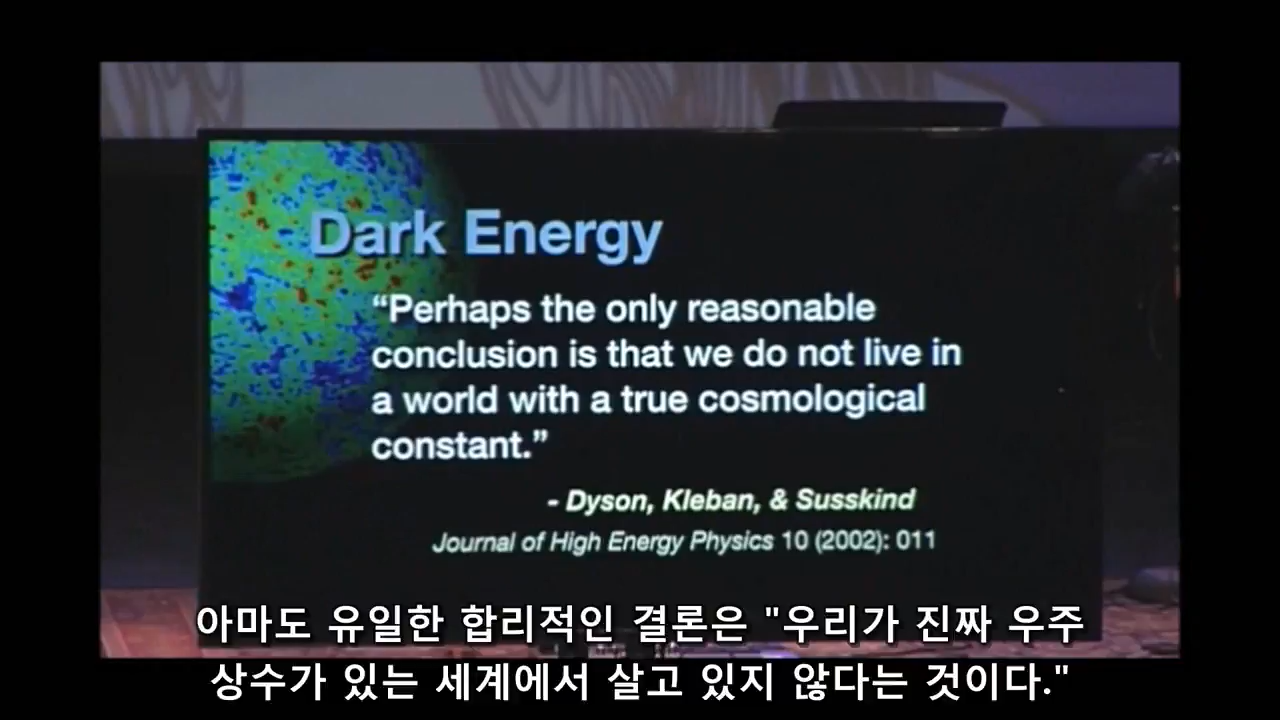 Dark Energy
“Perhaps the only reasonable
conclusion is that we do not live in
a world with a true cosmological
constant.”
- Dyson, Kleban, & Susskind
Journal of High Energy Physics 10 (2002): 011
아마도 유일한 합리적인 결론은 "우리가 진짜 우주
상수가 있는 세계에서 살고 있지 않다는 것이다."